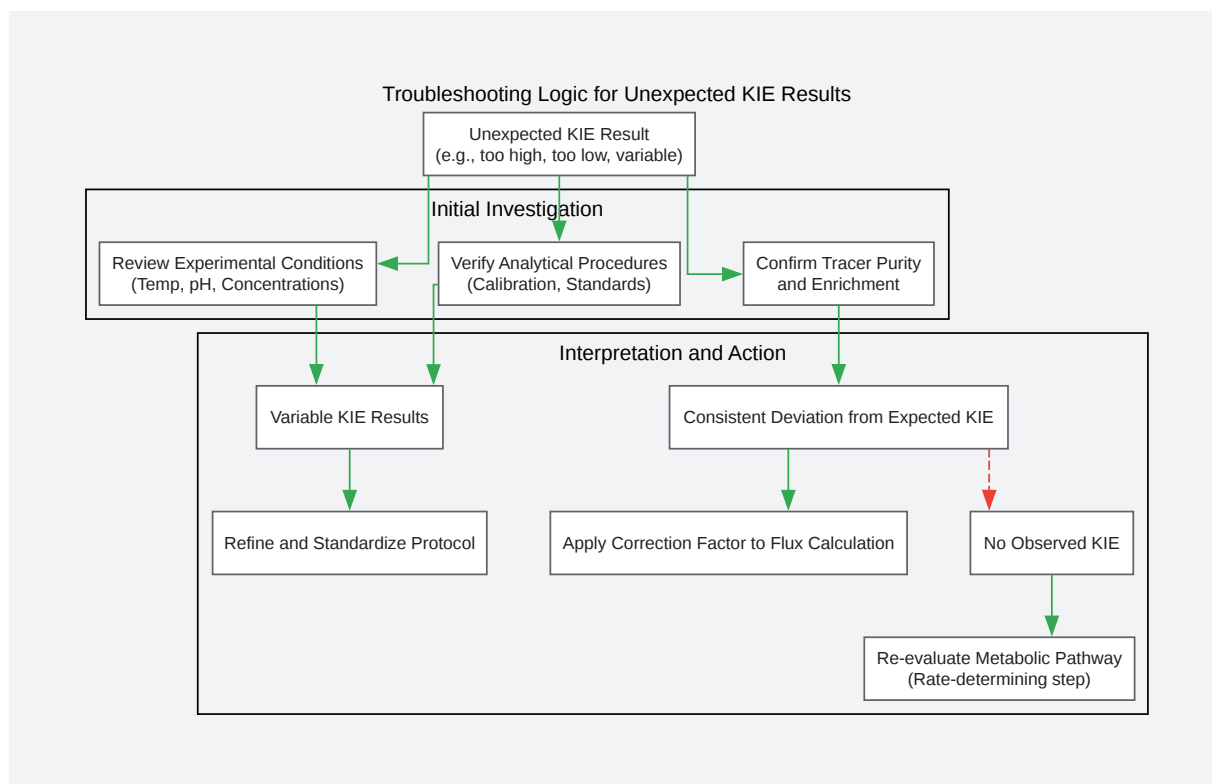 Troubleshooting Logic for Unexpected KIE Results
Unexpected KIE Result
(e.g., too high, too low, variable)
Initial Investigation
Review Experimental Conditions
(Temp, pH, Concentrations)
Verify Analytical Procedures
(Calibration, Standards)
Confirm Tracer Purity
and Enrichment
Interpretation and Action
Variable KIE Results
Consistent Deviation from Expected KIE
Refine and Standardize Protocol
Apply Correction Factor to Flux Calculation
No Observed KIE
Re-evaluate Metabolic Pathway
(Rate-determining step)